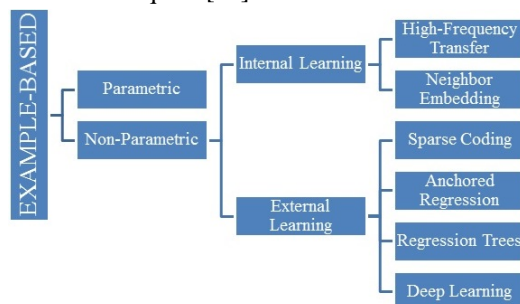 EXAMPLE-BASED
Parametric
Non-Parametric
Internal Learning
High-Frequency
Transfer
Neighbor
Embedding
External
Learning
Sparse Coding
Anchored
Regression
Regression Trees
Deep Learning